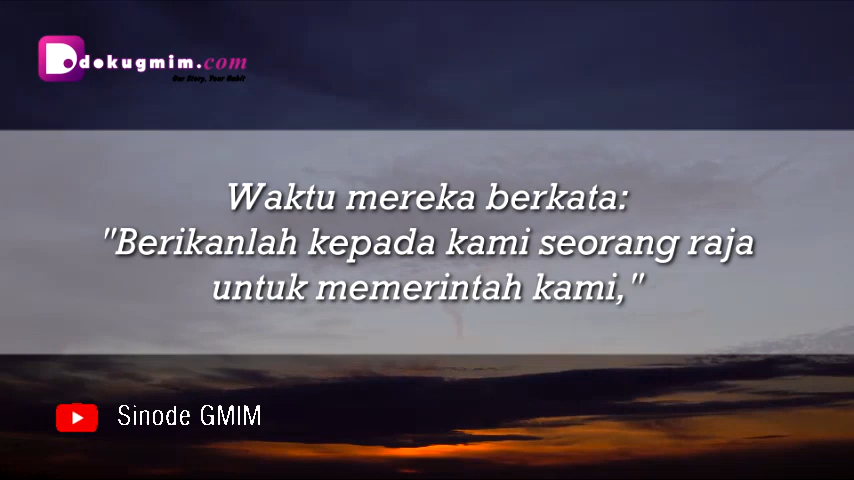 dokugmim.com
Our Story, Your Habit
Waktu mereka berkata:
"Berikanlah kepada kami seorang raja
untuk memerintah kami,"
Sinode GMIM